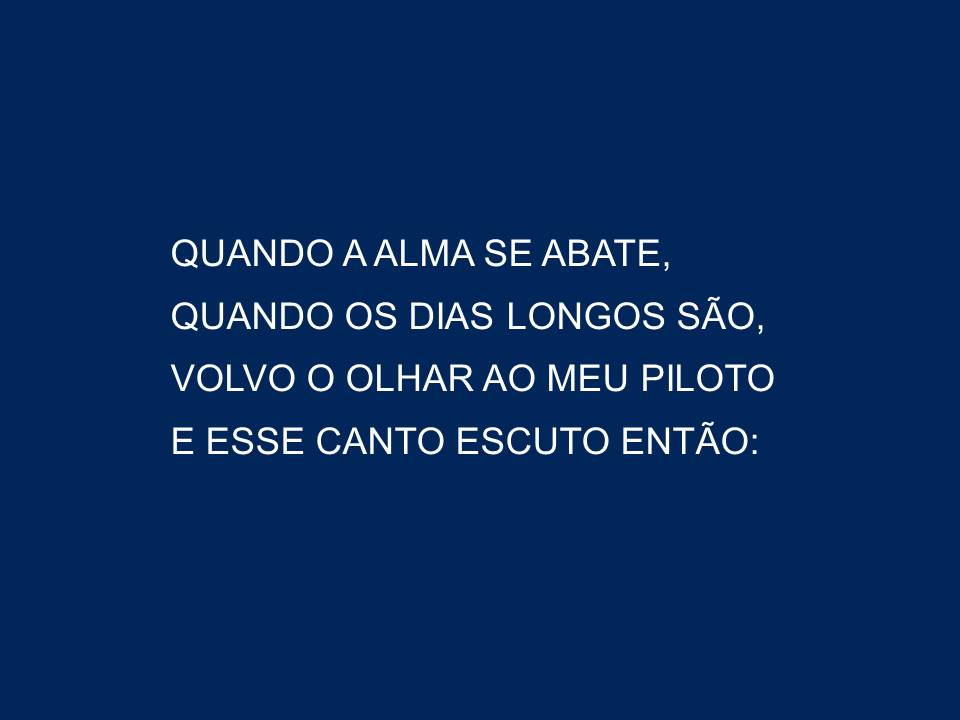 QUANDO A ALMA SE ABATE,
QUANDO OS DIAS LONGOS SÃO,
VOLVO O OLHAR AO MEU PILOTO
E ESSE CANTO ESCUTO ENTÃO: